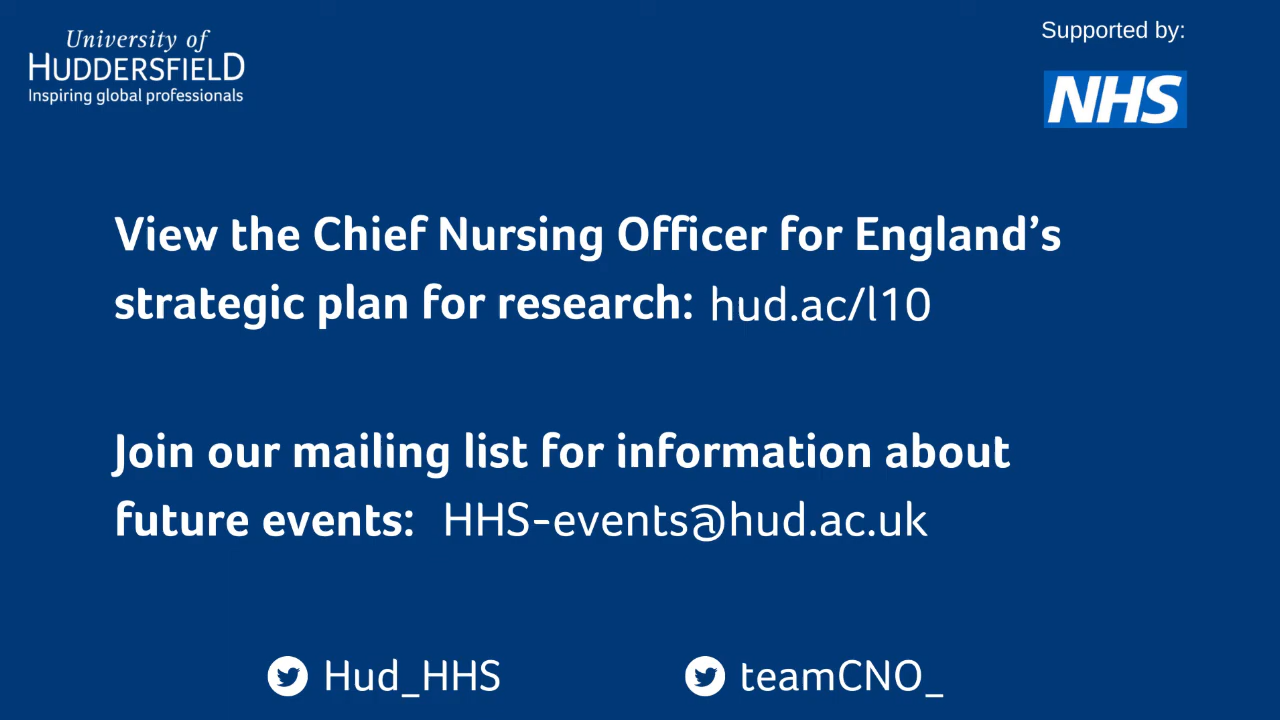 University of
HUDDERSFIELD
Inspiring global professionals
Supported by:
NHS
View the Chief Nursing Officer for England’s
strategic plan for research: hud.ac/l10
Join our mailing list for information about
future events: HHS-events@hud.ac.uk
Hud_HHS
teamCNO_